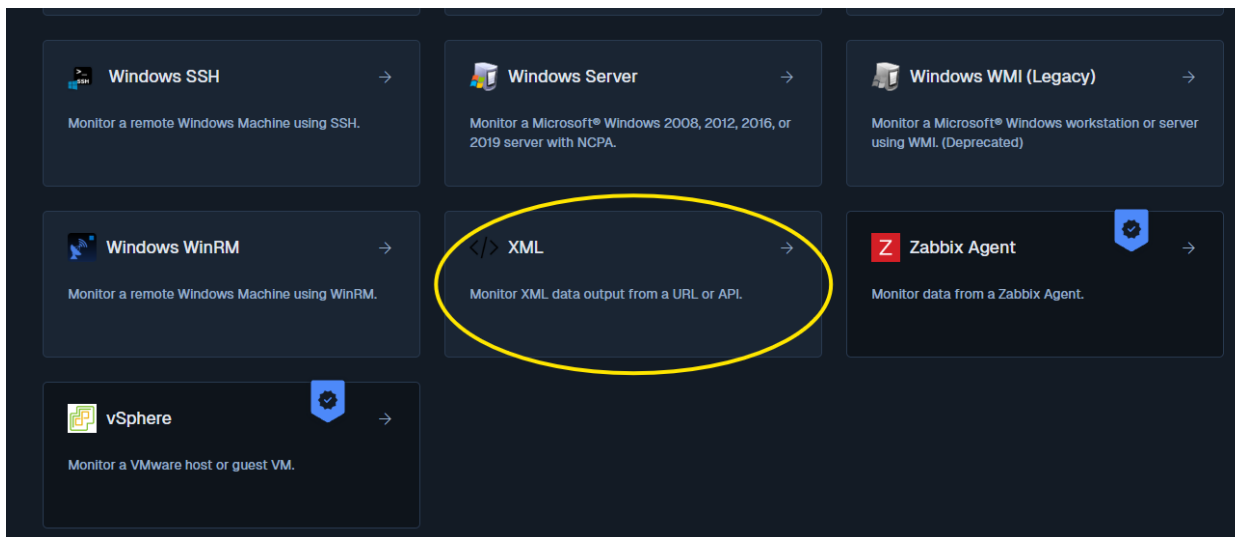 Windows SSH
Monitor a remote Windows Machine using SSH.
Windows Server
Monitor a Microsoft® Windows 2008, 2012, 2016, or
2019 server with NCPA.
Windows WMI (Legacy)
Monitor a Microsoft® Windows workstation or server
using WMI. (Deprecated)
Windows WinRM
Monitor a remote Windows Machine using WinRM.
</> XML
Monitor XML data output from a URL or API.
Z Zabbix Agent
Monitor data from a Zabbix Agent.
vSphere
Monitor a VMware host or guest VM.